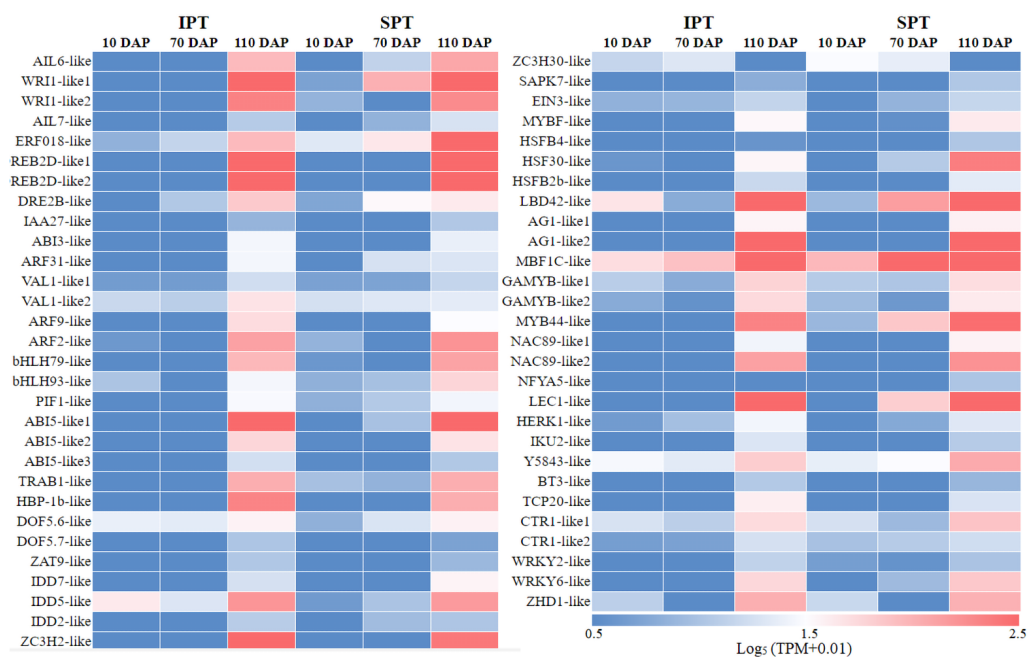 IPT SPT
10 DAP 70 DAP 110 DAP 10 DAP 70 DAP 110 DAP
AIL6-like
WRI1-like1
WRI1-like2
AIL7-like
ERF018-like
REB2D-like1
REB2D-like2
DRE2B-like
IAA27-like
ABI3-like
ARF31-like
VAL1-like1
VAL1-like2
ARF9-like
ARF2-like
bHLH79-like
bHLH93-like
PIF1-like
ABI5-like1
ABI5-like2
ABI5-like3
TRAB1-like
HBP-1b-like
DOF5.6-like
DOF5.7-like
ZAT9-like
IDD7-like
IDD5-like
IDD2-like
ZC3H2-like
IPT SPT
10 DAP 70 DAP 110 DAP 10 DAP 70 DAP 110 DAP
ZC3H30-like
SAPK7-like
EIN3-like
MYBF-like
HSFB4-like
HSF30-like
HSFB2b-like
LBD42-like
AG1-like1
AG1-like2
MBF1C-like
GAMYB-like1
GAMYB-like2
MYB44-like
NAC89-like1
NAC89-like2
NFYA5-like
LEC1-like
HERK1-like
IKU2-like
Y5843-like
BT3-like
TCP20-like
CTR1-like1
CTR1-like2
WRKY2-like
WRKY6-like
ZHD1-like
0.5 1.5 2.5
Log₅ (TPM+0.01)